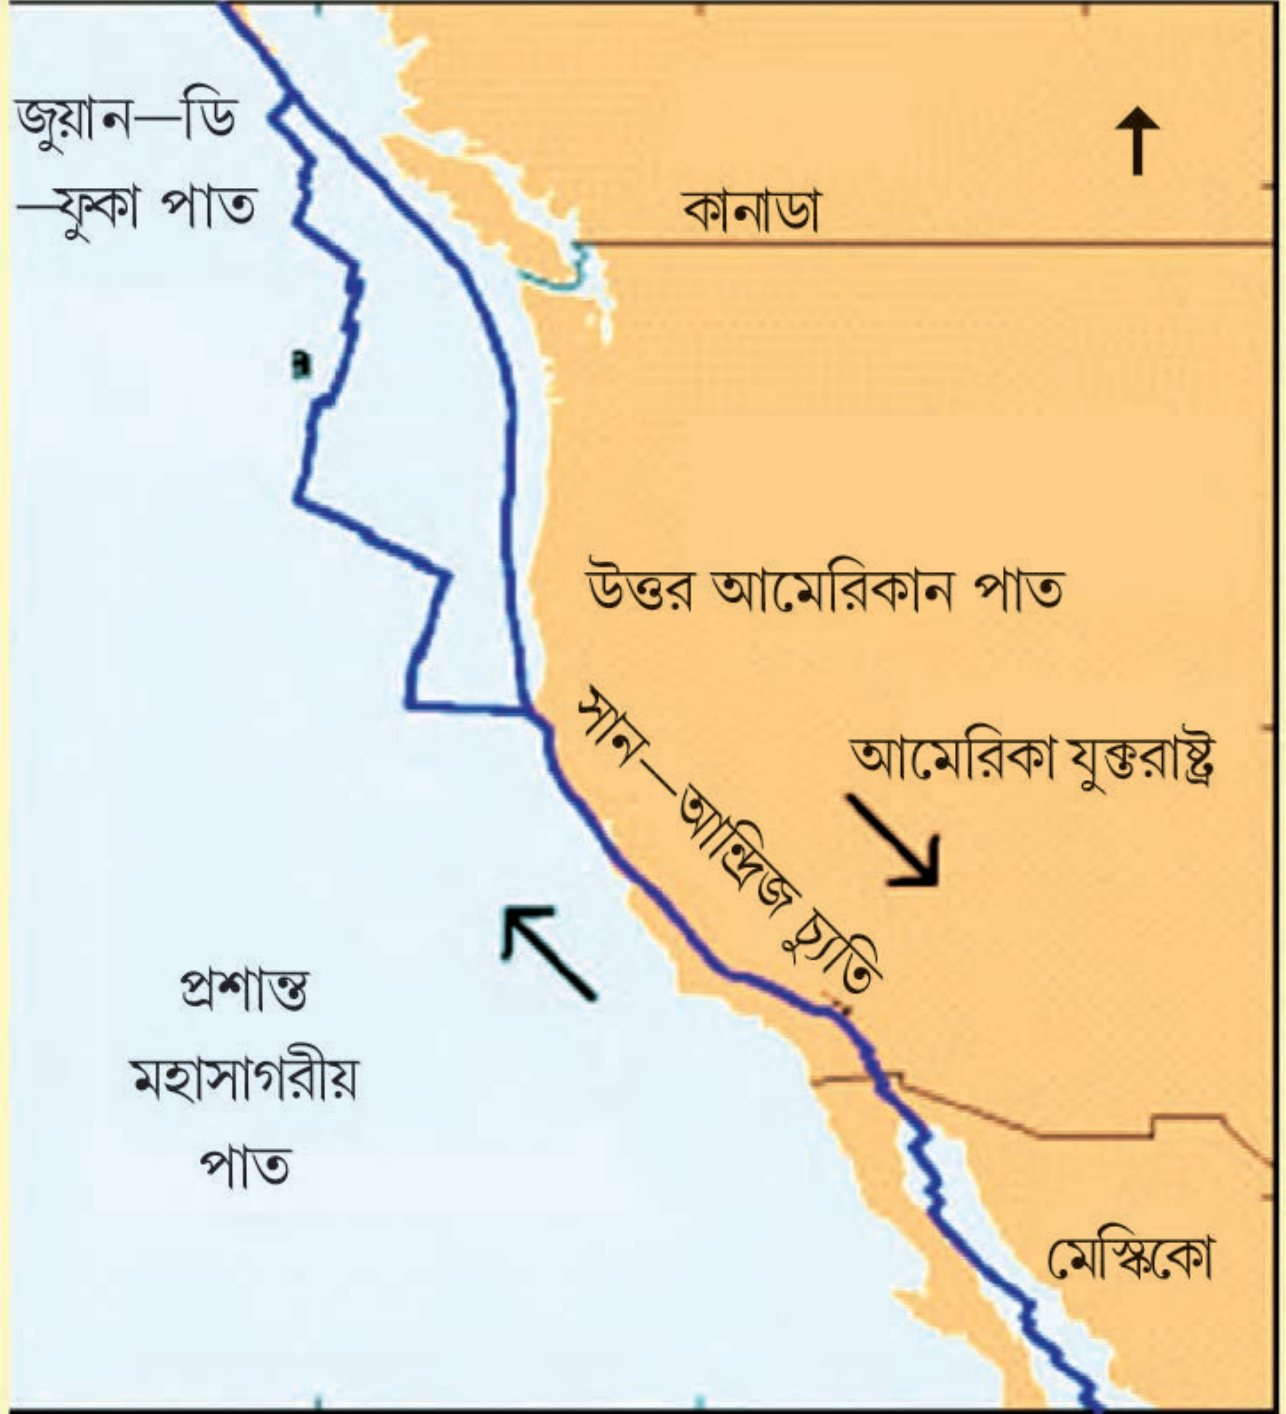 জুয়ান—ডি
—ফুকা পাত
কানাডা
উত্তর আমেরিকান পাত
সান—আন্দ্রিজ চ্যুতি
আমেরিকা যুক্তরাষ্ট্র
প্রশান্ত
মহাসাগরীয়
পাত
মেস্কিকো